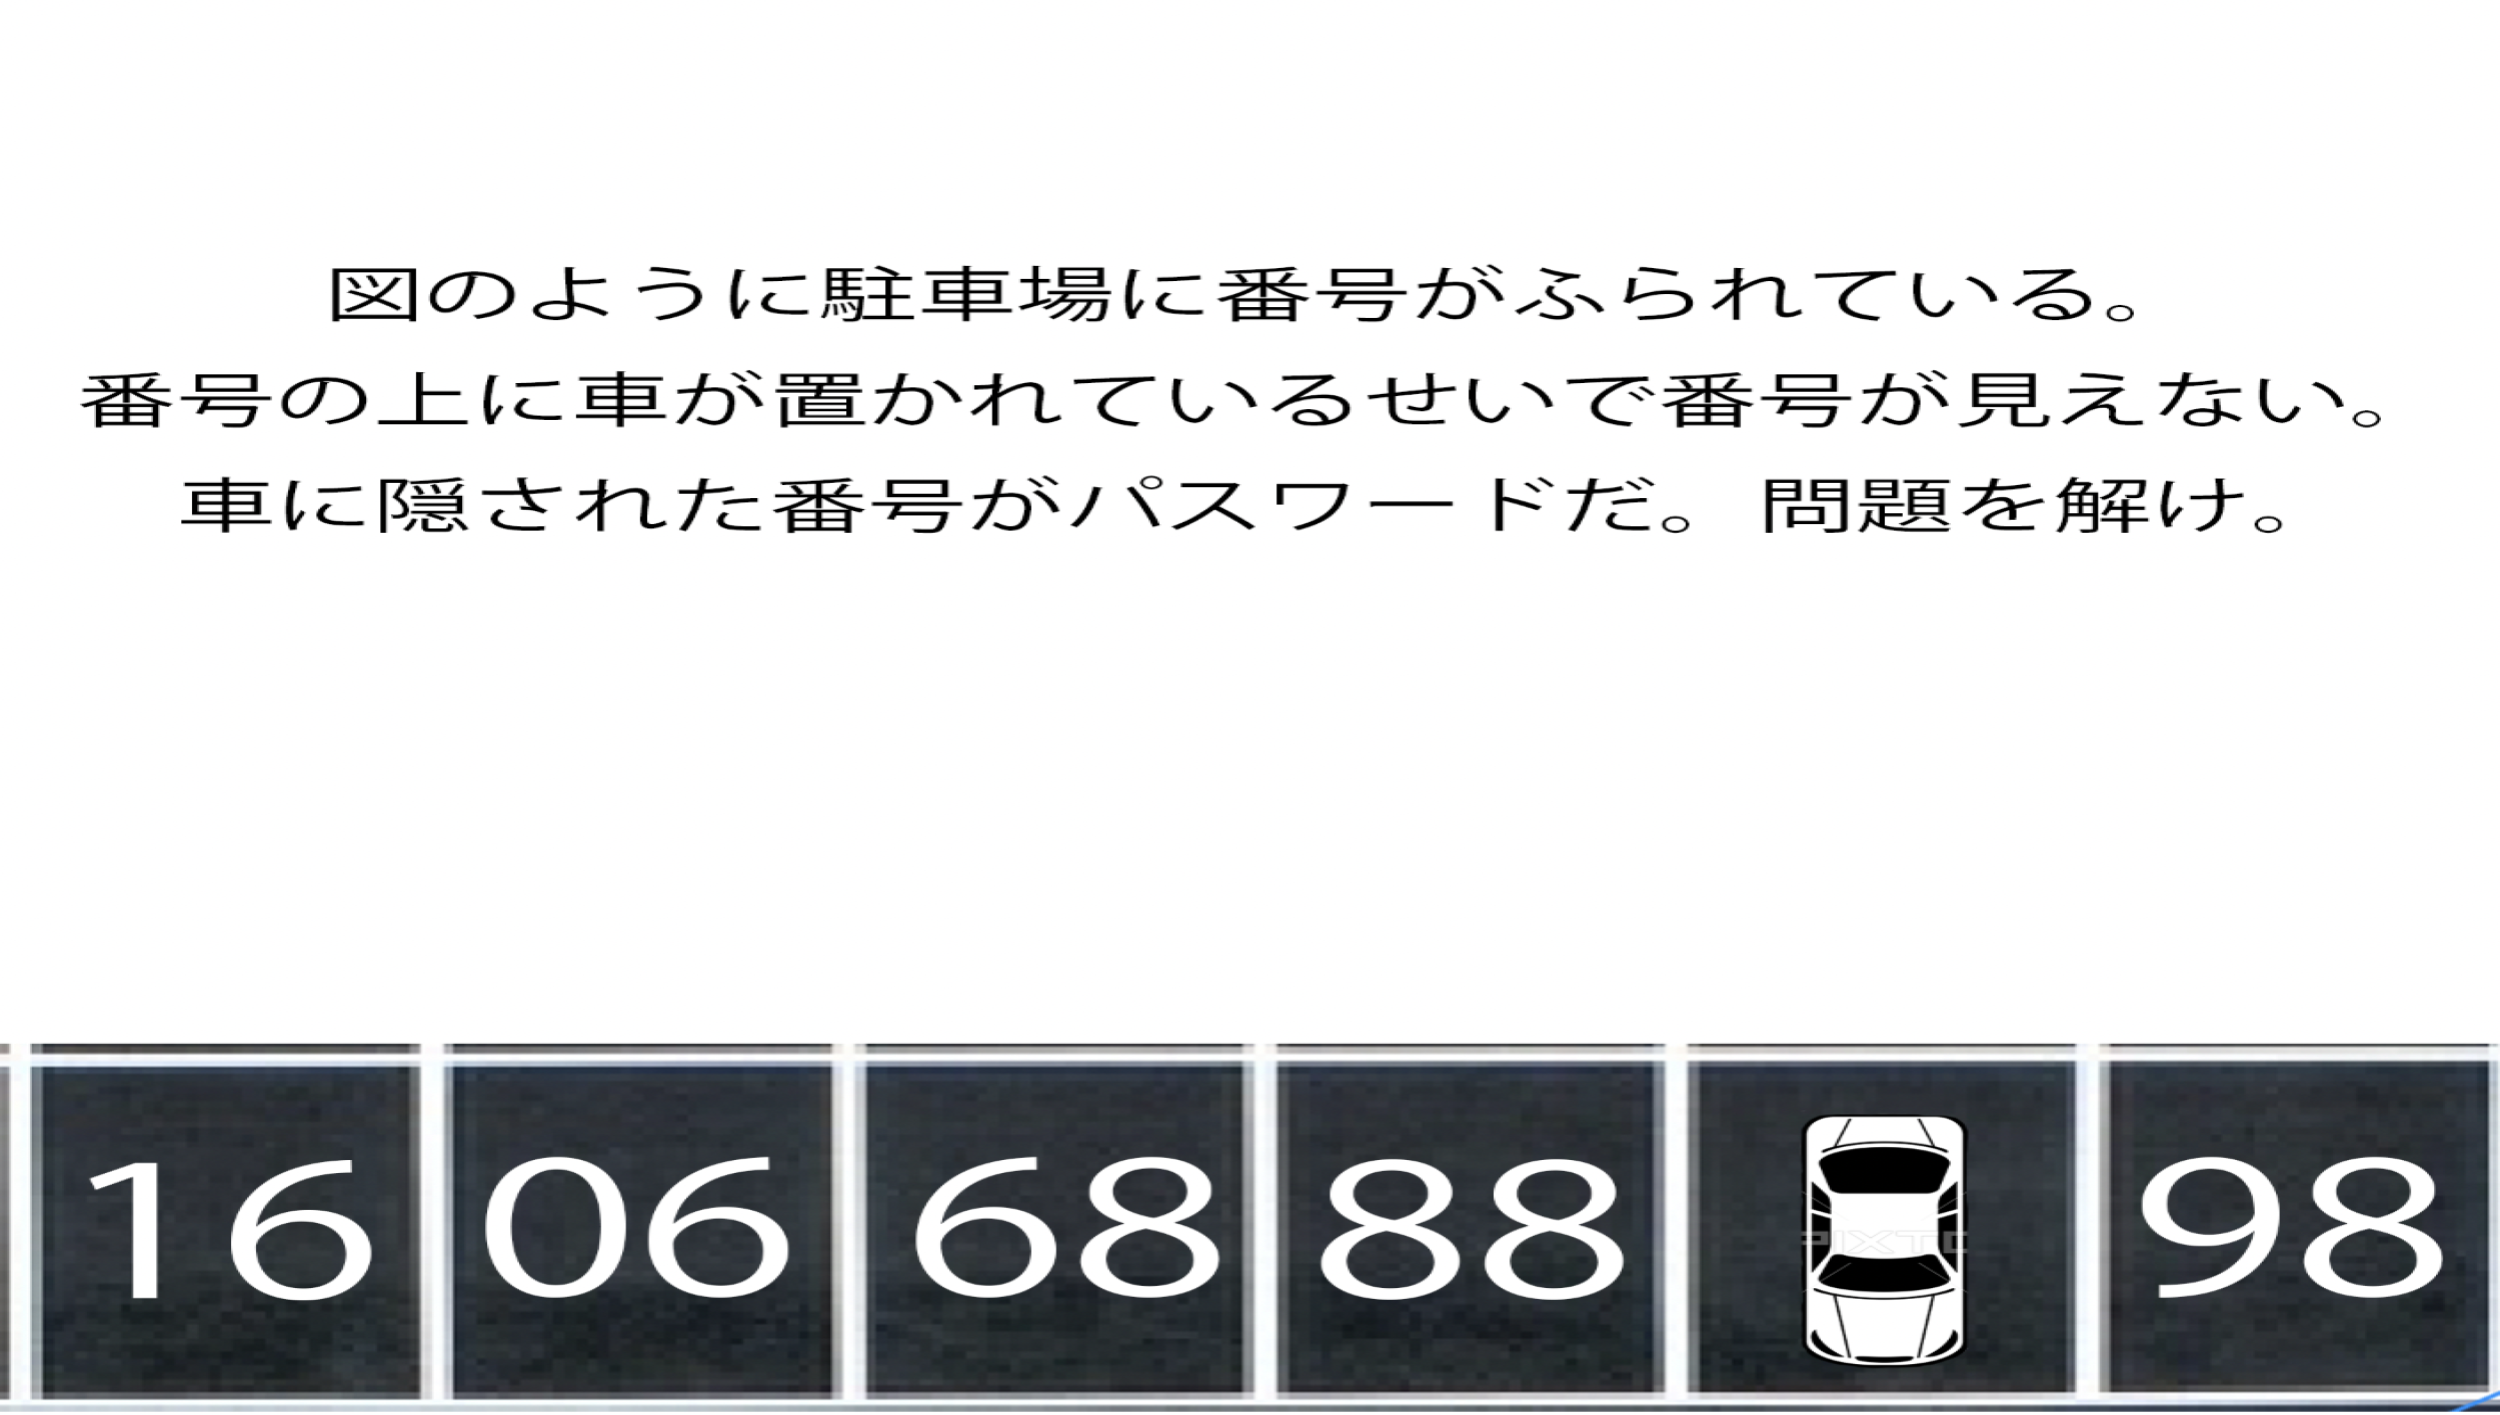 図のように駐車場に番号がふられている。
番号の上に車が置かれているせいで番号が見えない。
車に隠された番号がパスワードだ。問題を解け。
16 06 68 88 98